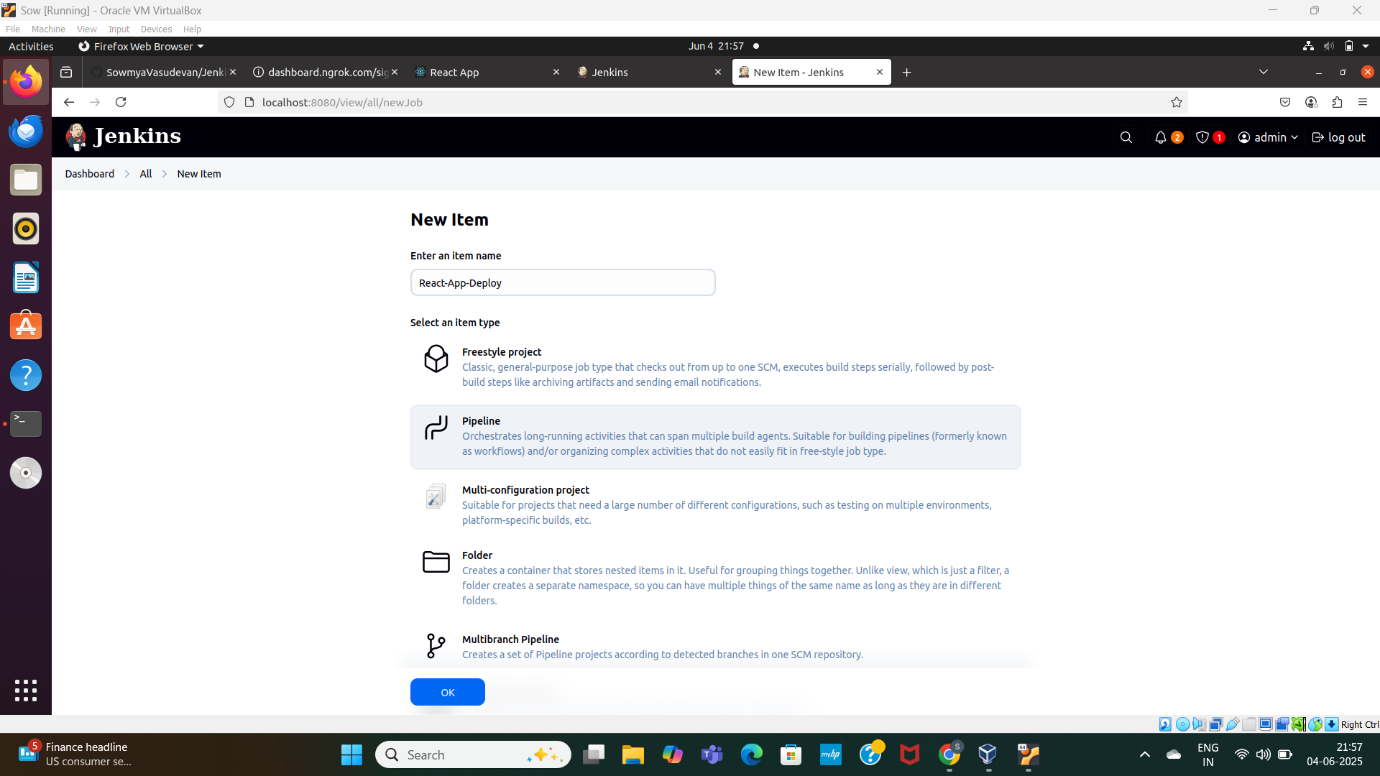 Sow [Running] - Oracle VM VirtualBox
File Machine View Input Devices Help
Activities Firefox Web Browser Jun 4 21:57
SowmyaVasudevan/Jenki dashboard.ngrok.com/sig React App Jenkins New Item - Jenkins
localhost:8080/view/all/newJob
Jenkins 2 1 admin log out
Dashboard All New Item
New Item
Enter an item name
React-App-Deploy
Select an item type
Freestyle project
Classic, general-purpose job type that checks out from up to one SCM, executes build steps serially, followed by post-
build steps like archiving artifacts and sending email notifications.
Pipeline
Orchestrates long-running activities that can span multiple build agents. Suitable for building pipelines (formerly known
as workflows) and/or organizing complex activities that do not easily fit in free-style job type.
Multi-configuration project
Suitable for projects that need a large number of different configurations, such as testing on multiple environments,
platform-specific builds, etc.
Folder
Creates a container that stores nested items in it. Useful for grouping things together. Unlike view, which is just a filter, a
folder creates a separate namespace, so you can have multiple things of the same name as long as they are in different
folders.
Multibranch Pipeline
Creates a set of Pipeline projects according to detected branches in one SCM repository.
OK
Right Ctrl
5 Finance headline
US consumer se...
Search
myhp
S
ENG
IN
21:57
04-06-2025